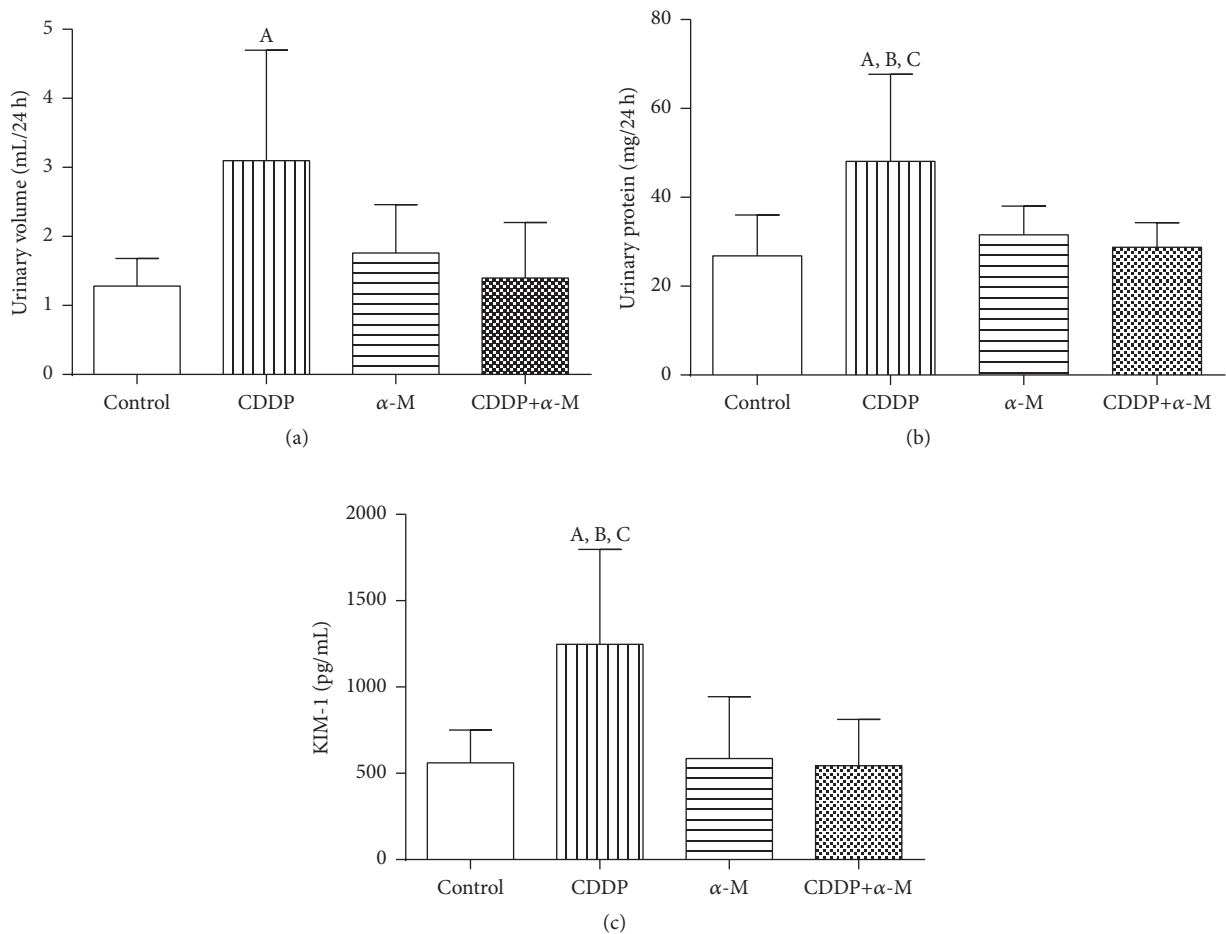 Urinary volume (mL/24 h)
5
4
3
2
1
0
A
Control
CDDP
α-M
CDDP+α-M
(a)
Urinary protein (mg/24 h)
80
60
40
20
0
A, B, C
Control
CDDP
α-M
CDDP+α-M
(b)
KIM-1 (pg/mL)
2000
1500
1000
500
0
A, B, C
Control
CDDP
α-M
CDDP+α-M
(c)